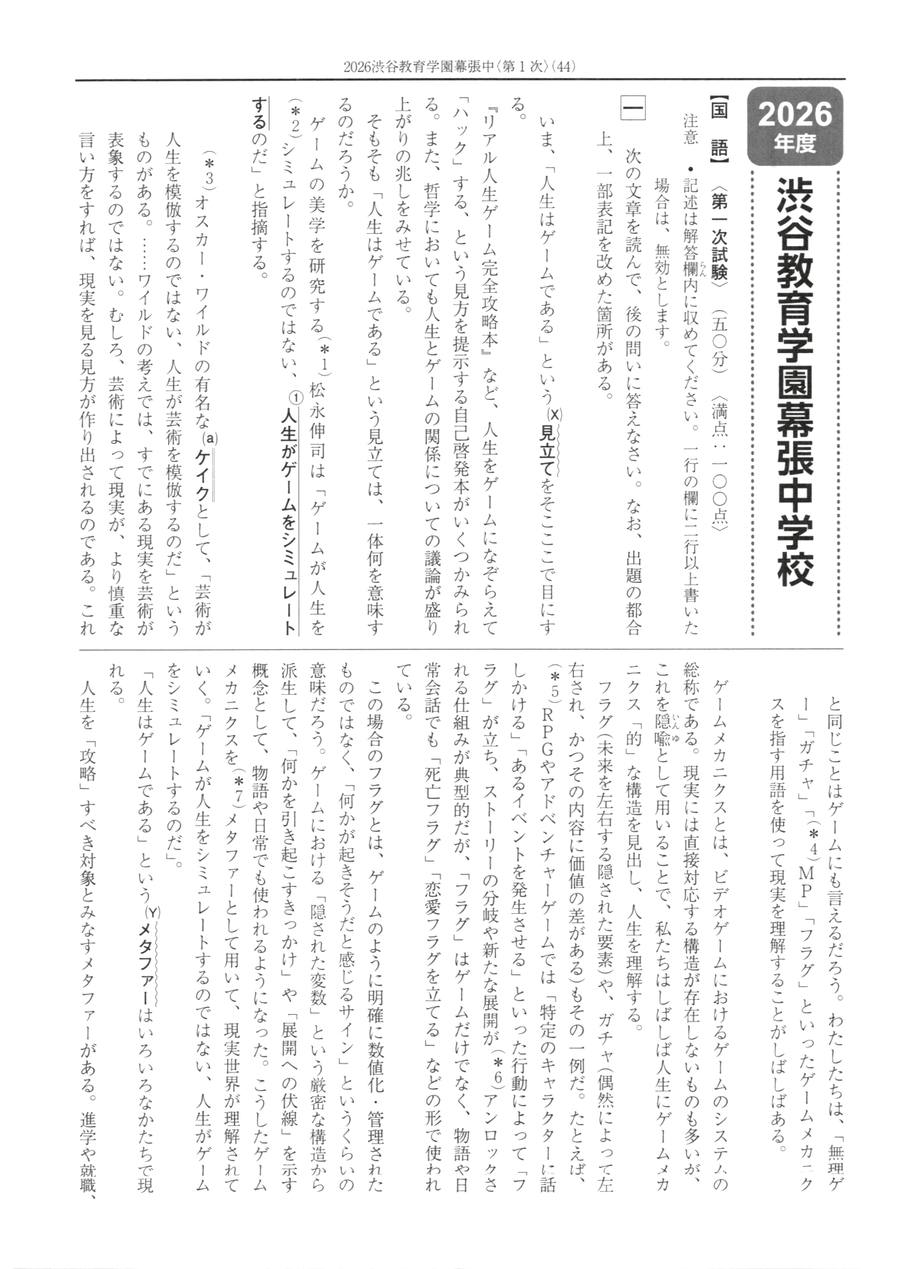 2026渋谷教育学園幕張中〈第1次〉(44)
2026
年度
渋谷教育学園幕張中学校
【国 語】〈第一次試験〉(五〇分)〈満点:一〇〇点〉
注意 ・記述は解答欄内に収めてください。一行の欄に二行以上書いた
らん
場合は、無効とします。
一 次の文章を読んで、後の問いに答えなさい。なお、出題の都合
上、一部表記を改めた箇所がある。
いま、「人生はゲームである」という(X)見立てをそこここで目にす
る。
『リアル人生ゲーム完全攻略本』など、人生をゲームになぞらえて
「ハック」する、という見方を提示する自己啓発本がいくつかみられ
る。また、哲学においても人生とゲームの関係についての議論が盛り
上がりの兆しをみせている。
そもそも「人生はゲームである」という見立ては、一体何を意味す
るのだろうか。
ゲームの美学を研究する(*1)松永伸司は「ゲームが人生を
(*2)シミュレートするのではない、①人生がゲームをシミュレート
するのだ」と指摘する。
(*3)オスカー・ワイルドの有名な(a)ケイクとして、「芸術が
人生を模倣するのではない、人生が芸術を模倣するのだ」という
ものがある。……ワイルドの考えでは、すでにある現実を芸術が
表象するのではない。むしろ、芸術によって現実が、より慎重な
言い方をすれば、現実を見る見方が作り出されるのである。これ
と同じことはゲームにも言えるだろう。わたしたちは、「無理ゲ
ー」「ガチャ」「(*4)MP」「フラグ」といったゲームメカニク
スを指す用語を使って現実を理解することがしばしばある。
ゲームメカニクスとは、ビデオゲームにおけるゲームのシステムの
総称である。現実には直接対応する構造が存在しないものも多いが、
これを隠喩として用いることで、私たちはしばしば人生にゲームメカ
いんゆ
ニクス「的」な構造を見出し、人生を理解する。
フラグ(未来を左右する隠された要素)や、ガチャ(偶然によって左
右され、かつその内容に価値の差がある)もその一例だ。たとえば、
(*5)RPGやアドベンチャーゲームでは「特定のキャラクターに話
しかける」「あるイベントを発生させる」といった行動によって「フ
ラグ」が立ち、ストーリーの分岐や新たな展開が(*6)アンロックさ
れる仕組みが典型的だが、「フラグ」はゲームだけでなく、物語や日
常会話でも「死亡フラグ」「恋愛フラグを立てる」などの形で使われ
ている。
この場合のフラグとは、ゲームのように明確に数値化・管理された
ものではなく、「何かが起きそうだと感じるサイン」というくらいの
意味だろう。ゲームにおける「隠された変数」という厳密な構造から
派生して、「何かを引き起こすきっかけ」や「展開への伏線」を示す
概念として、物語や日常でも使われるようになった。こうしたゲーム
メカニクスを(*7)メタファーとして用いて、現実世界が理解されて
いく。「ゲームが人生をシミュレートするのではない、人生がゲーム
をシミュレートするのだ」。
「人生はゲームである」という(Y)メタファーはいろいろなかたちで現
れる。
人生を「攻略」すべき対象とみなすメタファーがある。進学や就職、